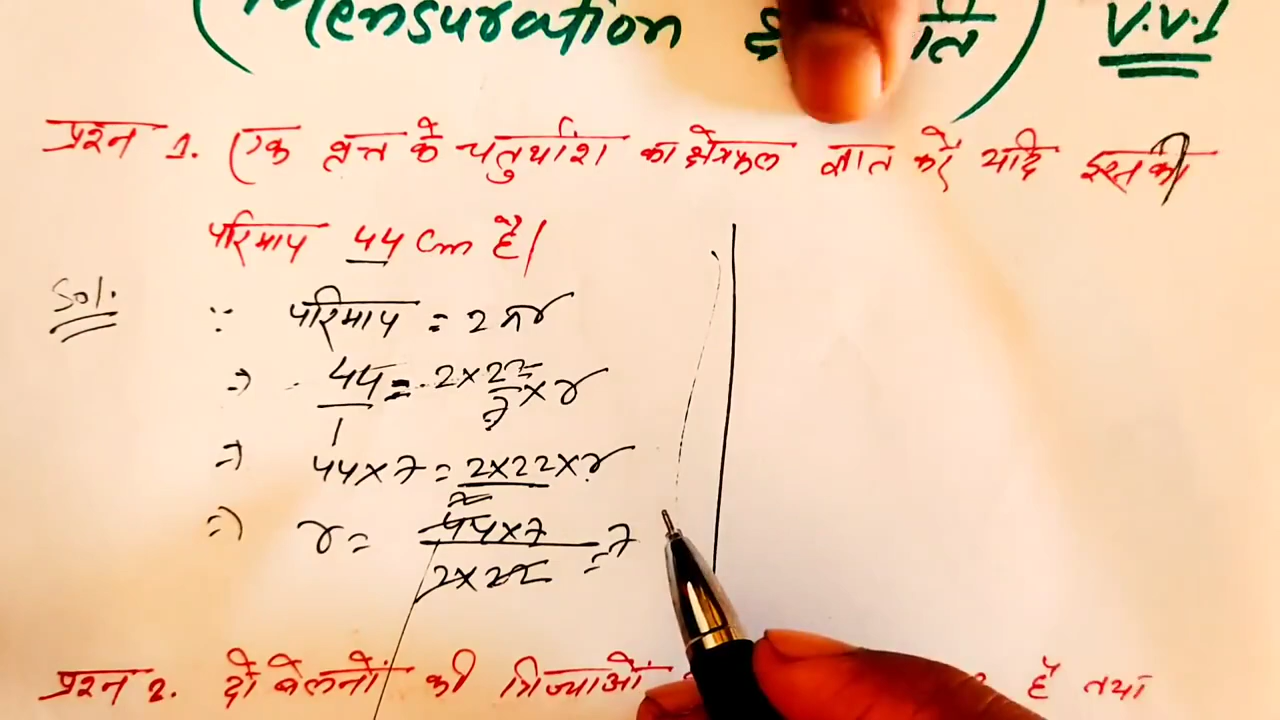 (Mensuration V.V.I
प्रश्न 1. एक वृत्त के चतुर्थांश का क्षेत्रफल ज्ञात करें यदि इसकी
परिमाप 44 cm है।
Sol.
∵ परिमाप = 2πr
⇒ 44/1 = 2×22/7×r
⇒ 44×7 = 2×22×r
⇒ r = 44×7/2×22 = 7
प्रश्न 2. दो बेलनों की त्रिज्याओं है तथा